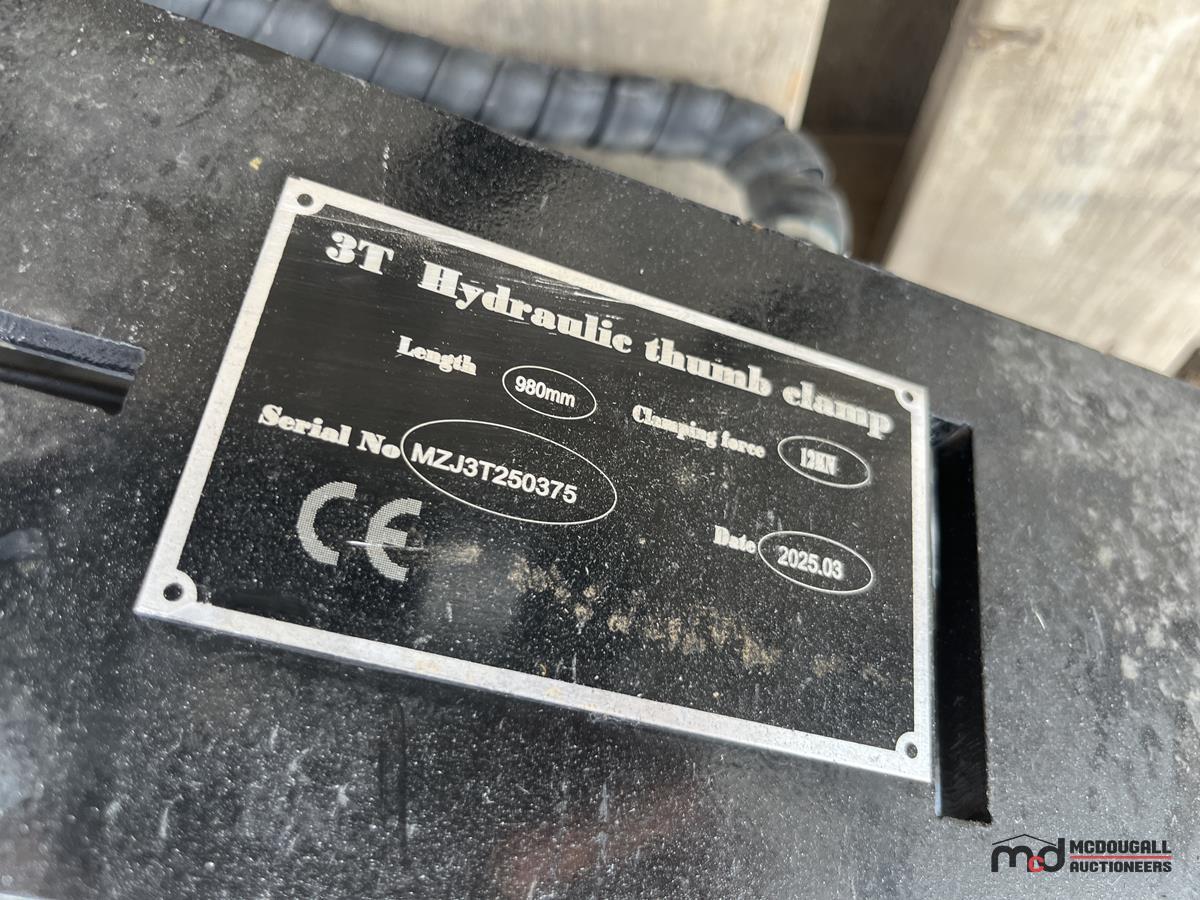 3T Hydraulic thumb clamp
Length 980mm
Clamping force 12KN
Serial No MZJ3T250375
Date 2025.03
CE
mcd MCDOUGALL
AUCTIONEERS